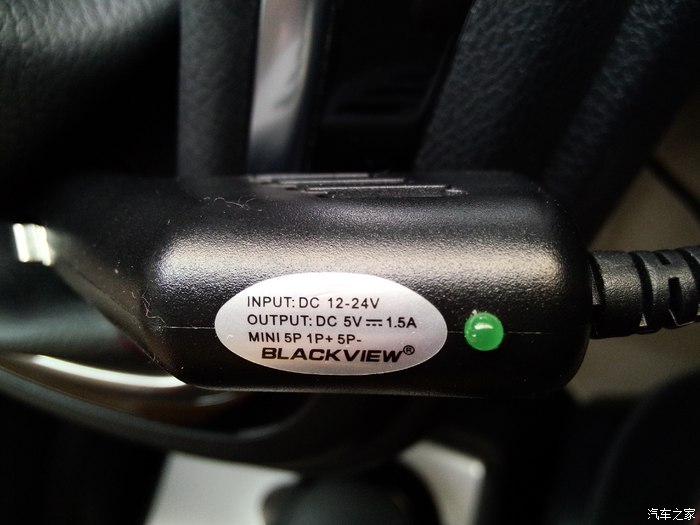 INPUT: DC 12-24V
OUTPUT: DC 5V⎓1.5A
MINI 5P 1P+ 5P-
BLACKVIEW®
汽车之家